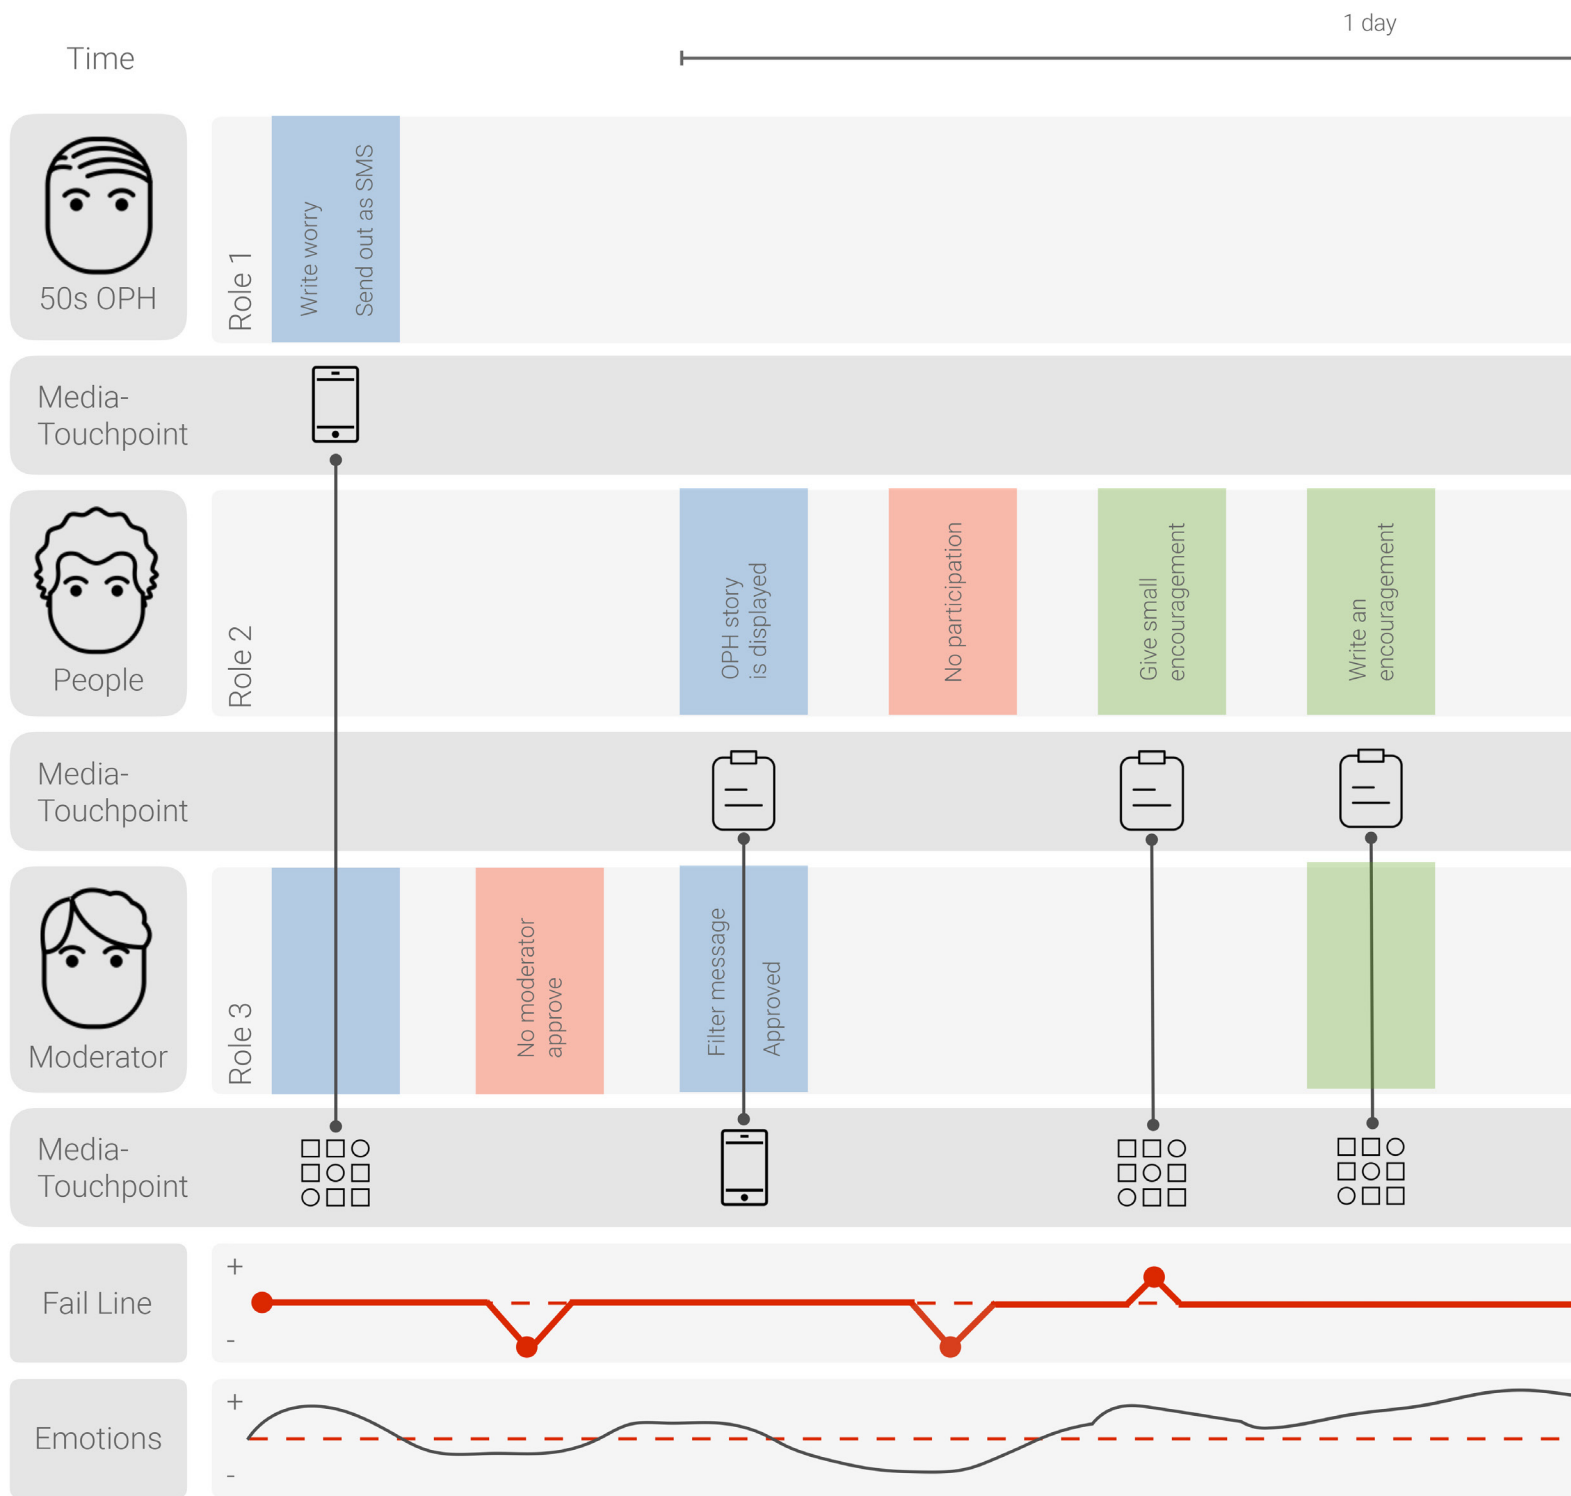 1 day
Time
50s OPH
Role 1
Write worry
Send out as SMS
Media-
Touchpoint
People
Role 2
OPH story
is displayed
No participation
Give small
encouragement
Write an
encouragement
Media-
Touchpoint
Moderator
Role 3
No moderator
approve
Filter message
Approved
Media-
Touchpoint
Fail Line
+
-
Emotions
+
-